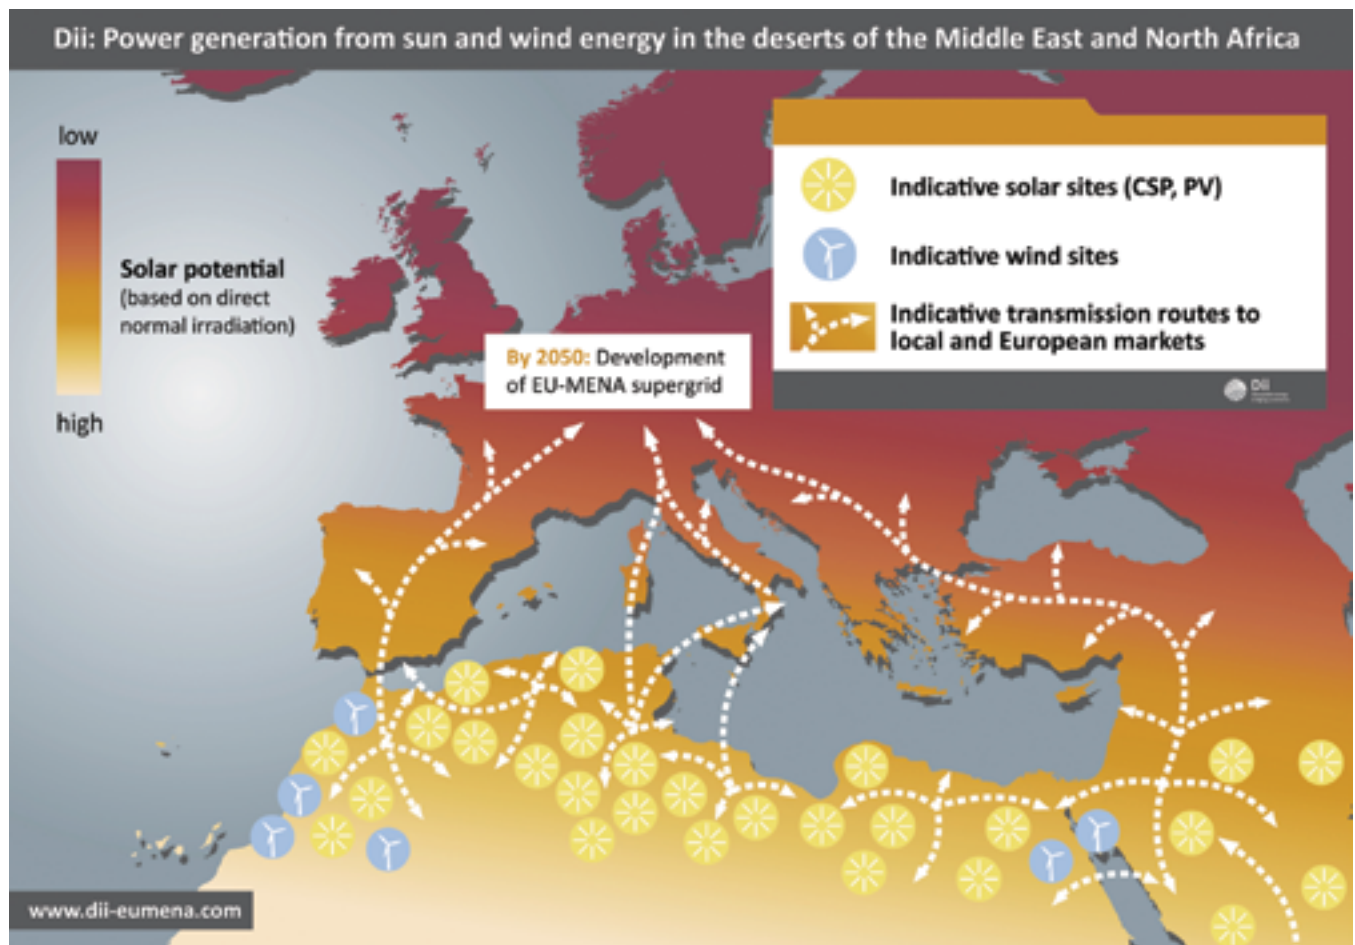 Dii: Power generation from sun and wind energy in the deserts of the Middle East and North Africa
low
Solar potential
(based on direct
normal irradiation)
high
Indicative solar sites (CSP, PV)
Indicative wind sites
Indicative transmission routes to
local and European markets
Dii
By 2050: Development
of EU-MENA supergrid
www.dii-eumena.com